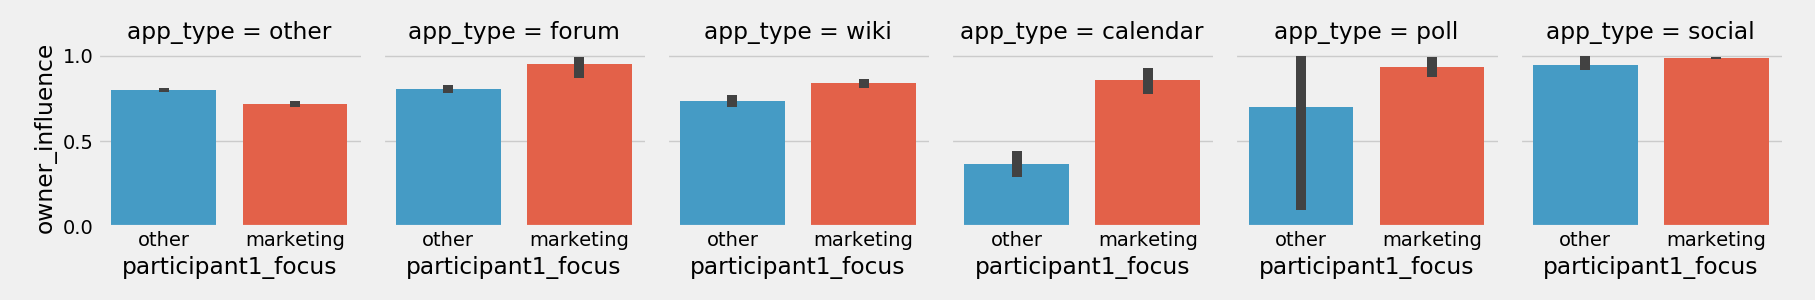 app_type = other
app_type = forum
app_type = wiki
app_type = calendar
app_type = poll
app_type = social
owner_influence
1.0
0.5
0.0
other
marketing
other
marketing
other
marketing
other
marketing
other
marketing
other
marketing
participant1_focus
participant1_focus
participant1_focus
participant1_focus
participant1_focus
participant1_focus